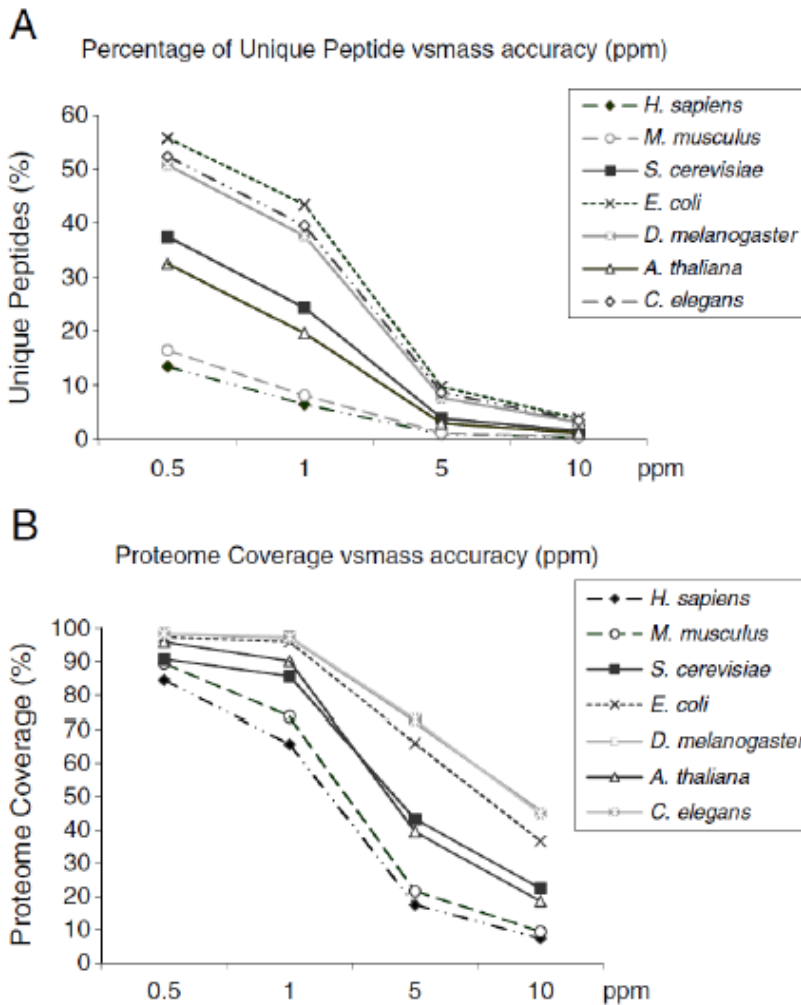 A
Percentage of Unique Peptide vsmass accuracy (ppm)
H. sapiens
M. musculus
S. cerevisiae
E. coli
D. melanogaster
A. thaliana
C. elegans
Unique Peptides (%)
60
50
40
30
20
10
0
0.5 1 5 10 ppm
B
Proteome Coverage vsmass accuracy (ppm)
H. sapiens
M. musculus
S. cerevisiae
E. coli
D. melanogaster
A. thaliana
C. elegans
Proteome Coverage (%)
100
90
80
70
60
50
40
30
20
10
0
0.5 1 5 10 ppm